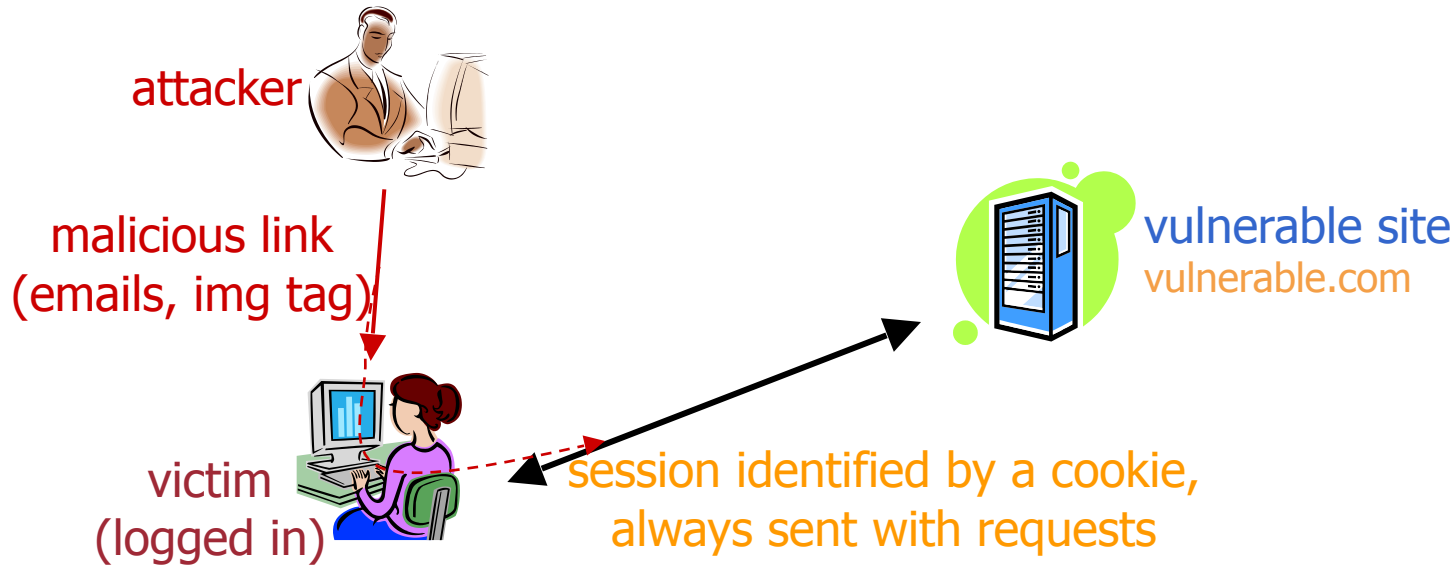 attacker
malicious link
(emails, img tag)
vulnerable site
vulnerable.com
victim
(logged in)
session identified by a cookie,
always sent with requests